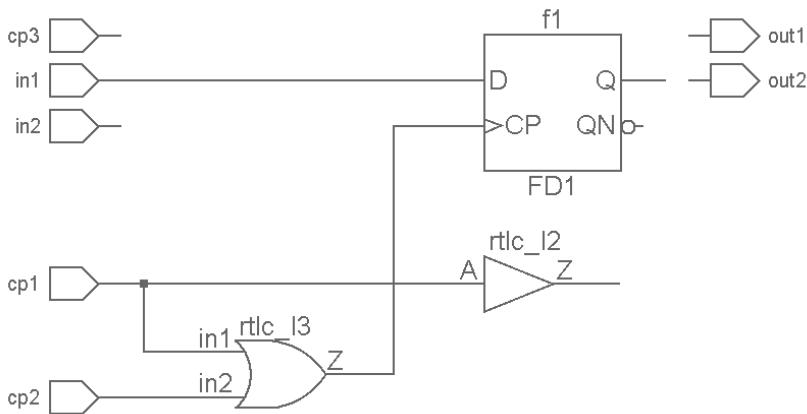 f1
cp3
out1
in1
D
Q
out2
in2
CP
QN
FD1
rtlc_I2
cp1
A
Z
rtlc_I3
in1
Z
in2
cp2